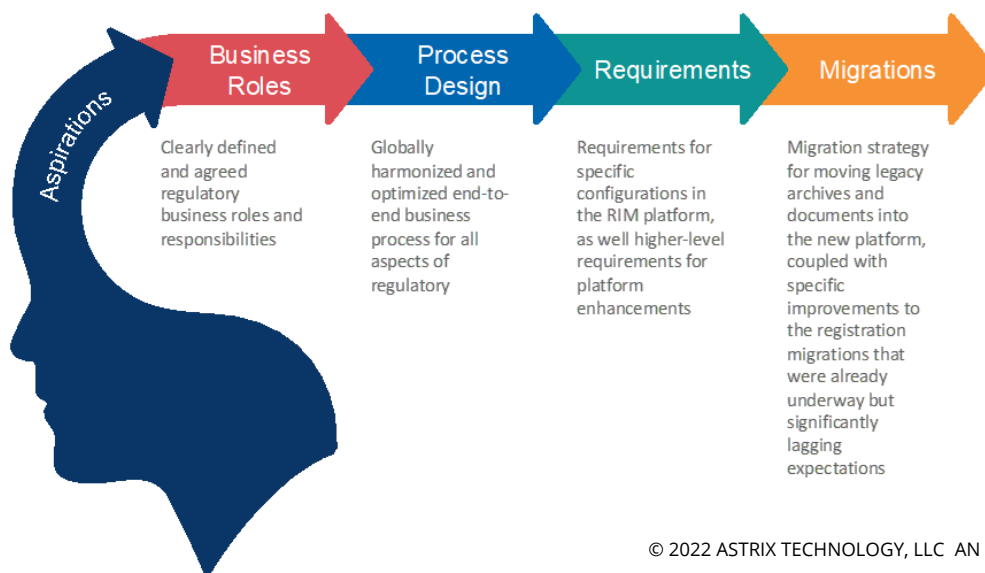 Aspirations
Business
Roles
Clearly defined
and agreed
regulatory
business roles and
responsibilities
Process
Design
Globally
harmonized and
optimized end-to-
end business
process for all
aspects of
regulatory
Requirements
Requirements for
specific
configurations in
the RIM platform,
as well higher-level
requirements for
platform
enhancements
Migrations
Migration strategy
for moving legacy
archives and
documents into
the new platform,
coupled with
specific
improvements to
the registration
migrations that
were already
underway but
significantly
lagging
expectations
© 2022 ASTRIX TECHNOLOGY, LLC AN